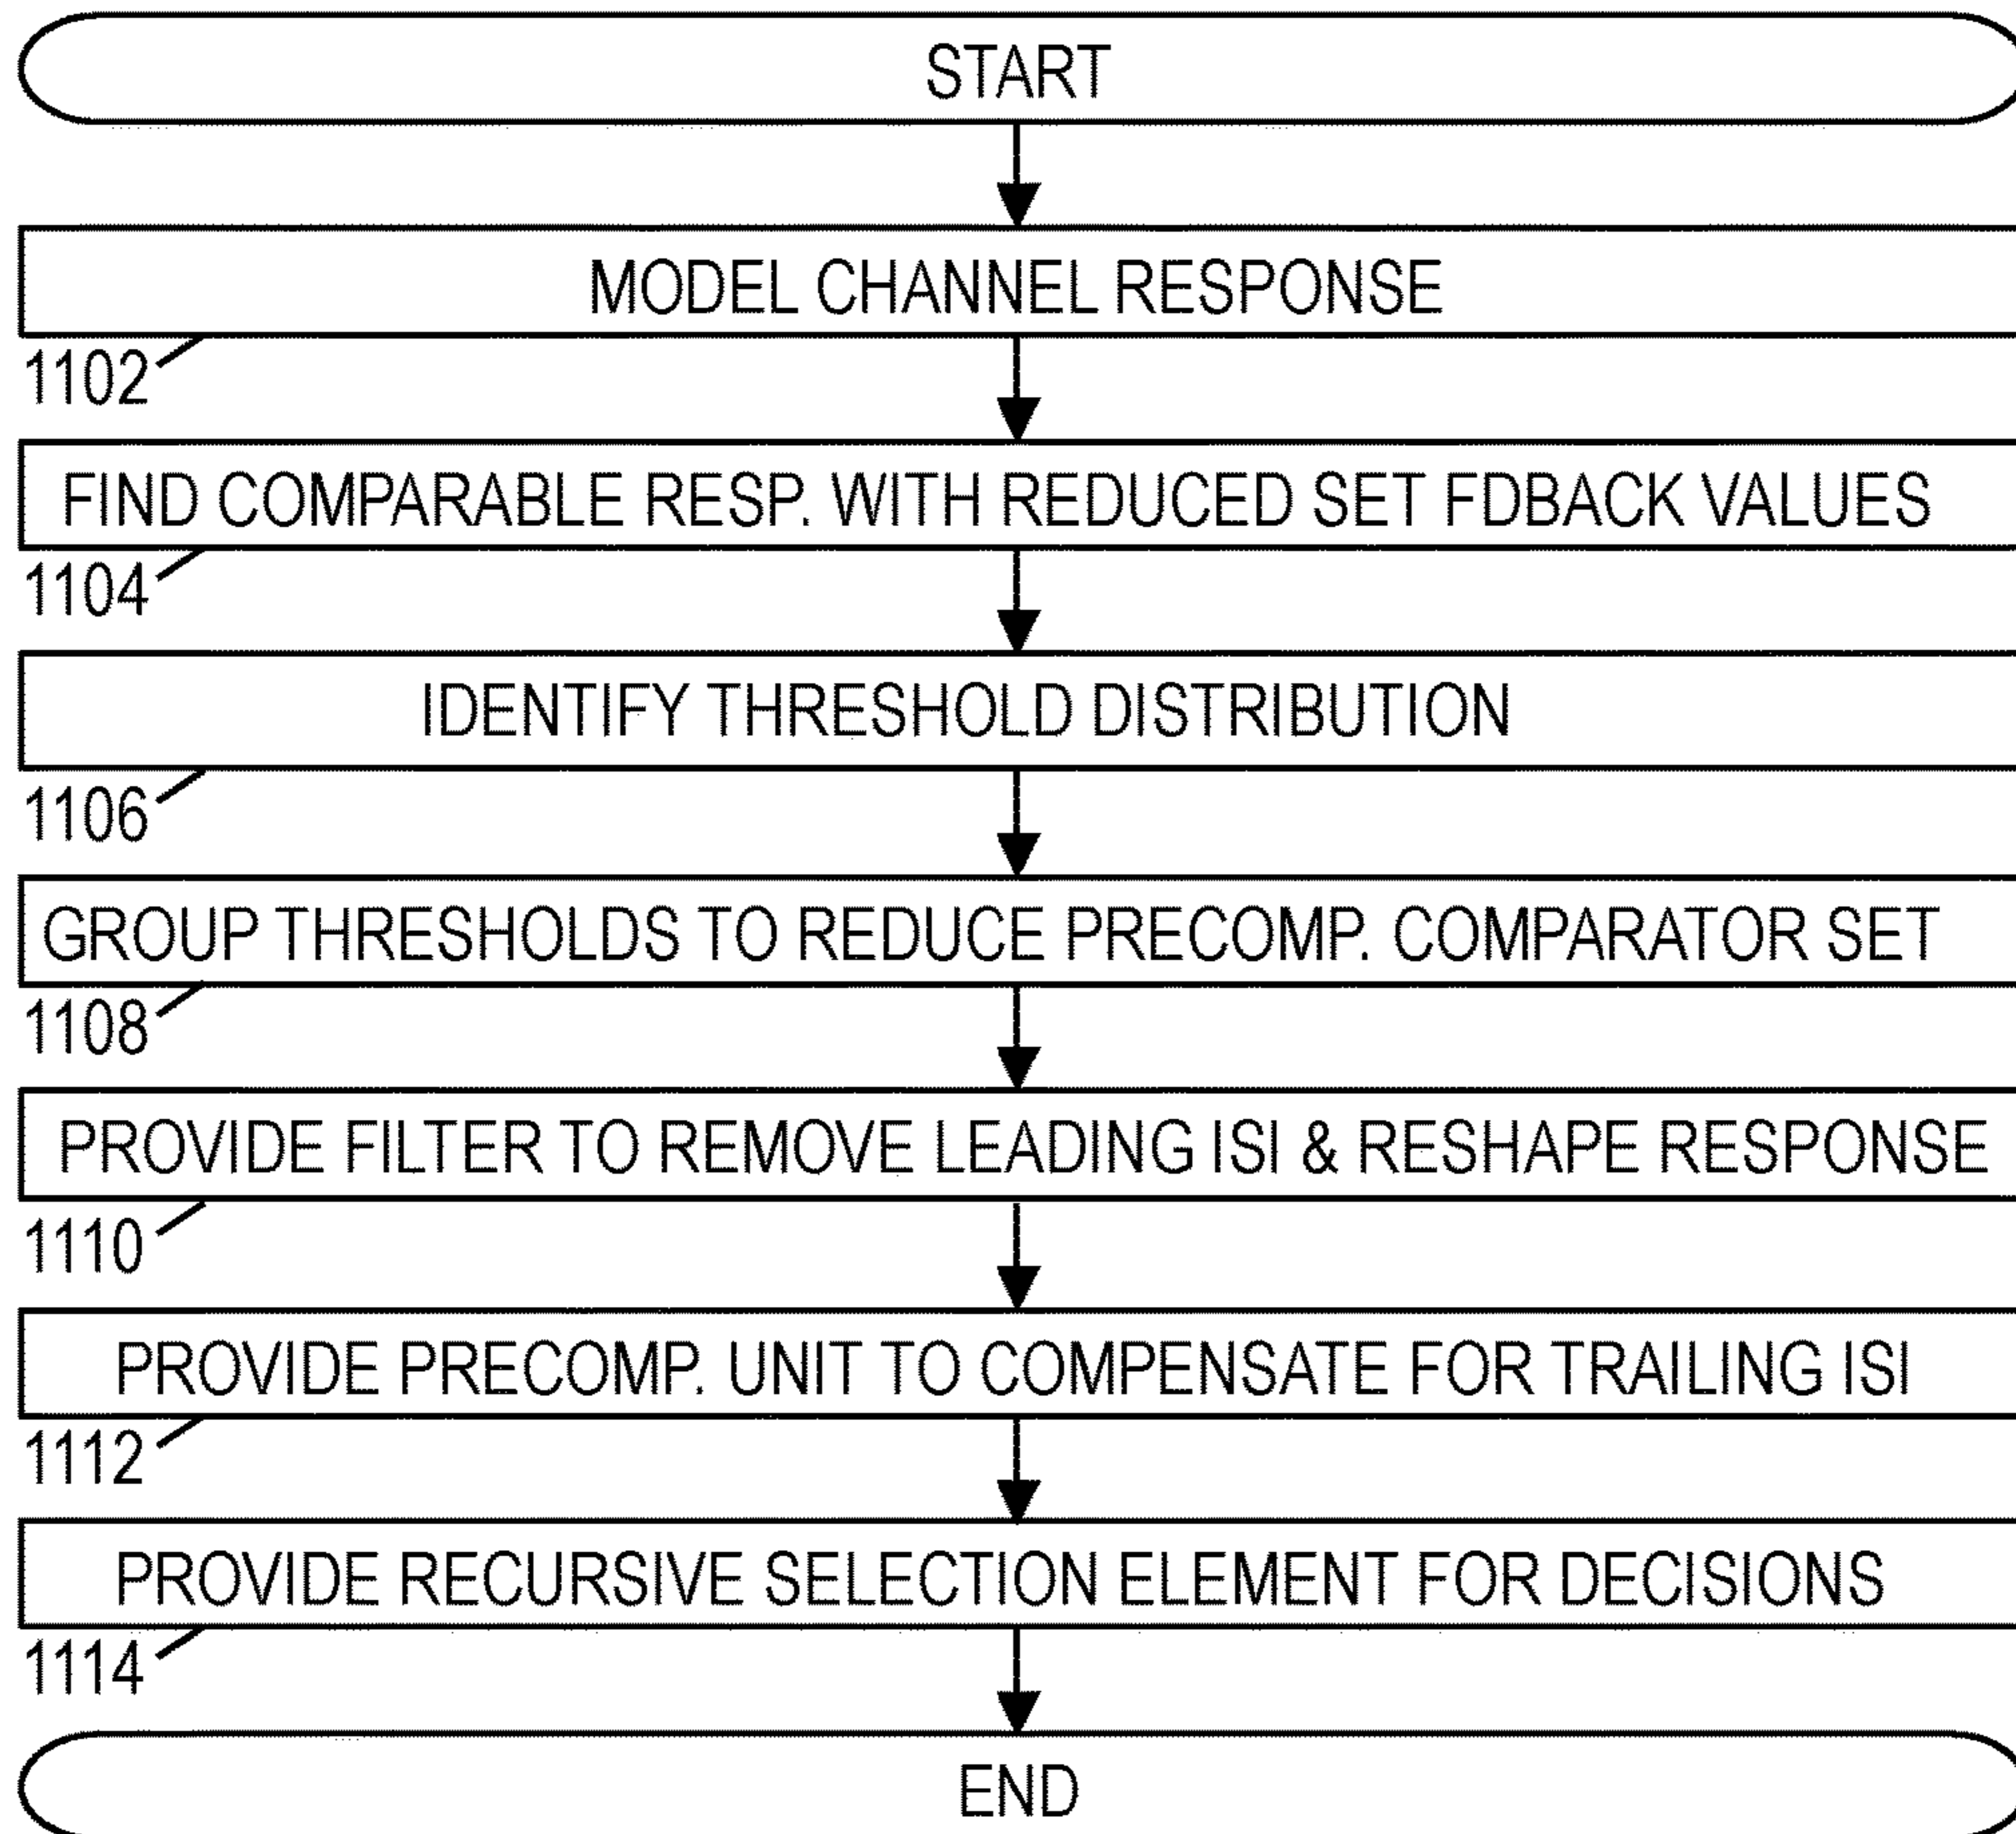 START
MODEL CHANNEL RESPONSE
1102
FIND COMPARABLE RESP. WITH REDUCED SET FDBACK VALUES
1104
IDENTIFY THRESHOLD DISTRIBUTION
1106
GROUP THRESHOLDS TO REDUCE PRECOMP. COMPARATOR SET
1108
PROVIDE FILTER TO REMOVE LEADING ISI & RESHAPE RESPONSE
1110
PROVIDE PRECOMP. UNIT TO COMPENSATE FOR TRAILING ISI
1112
PROVIDE RECURSIVE SELECTION ELEMENT FOR DECISIONS
1114
END